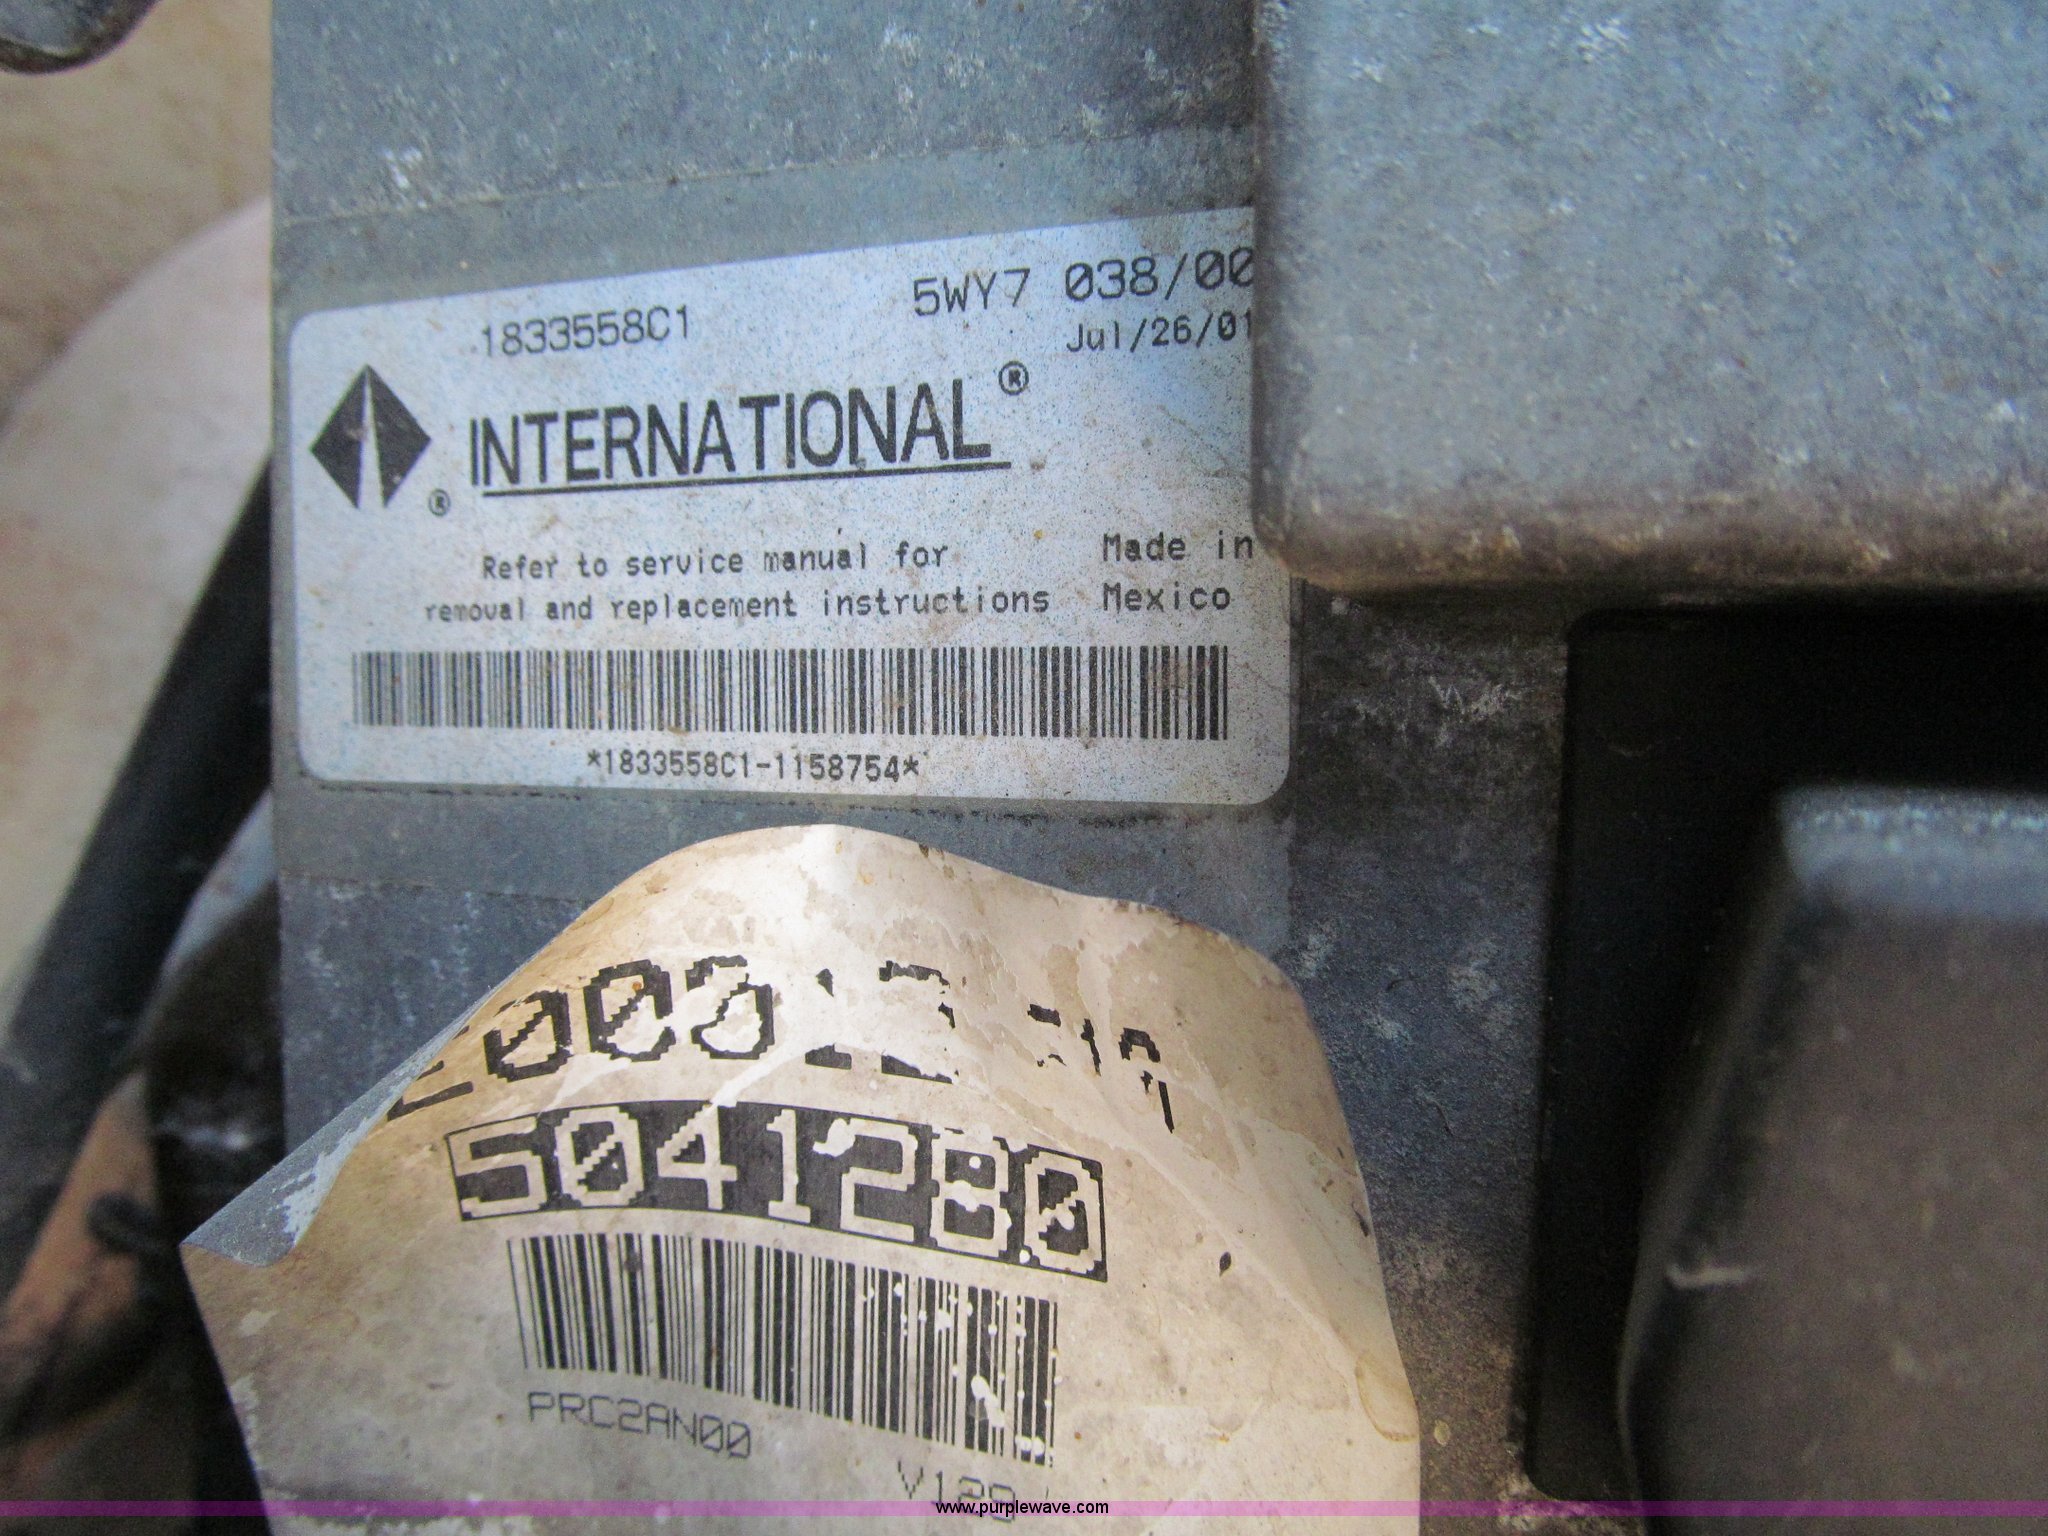 1833558C1
5WY7 038/00
Jul/26/01
INTERNATIONAL®
®
Refer to service manual for
removal and replacement instructions
Made in
Mexico
*1833558C1-1158754*
5041280
PRC2AN00
V120
www.purplewave.com